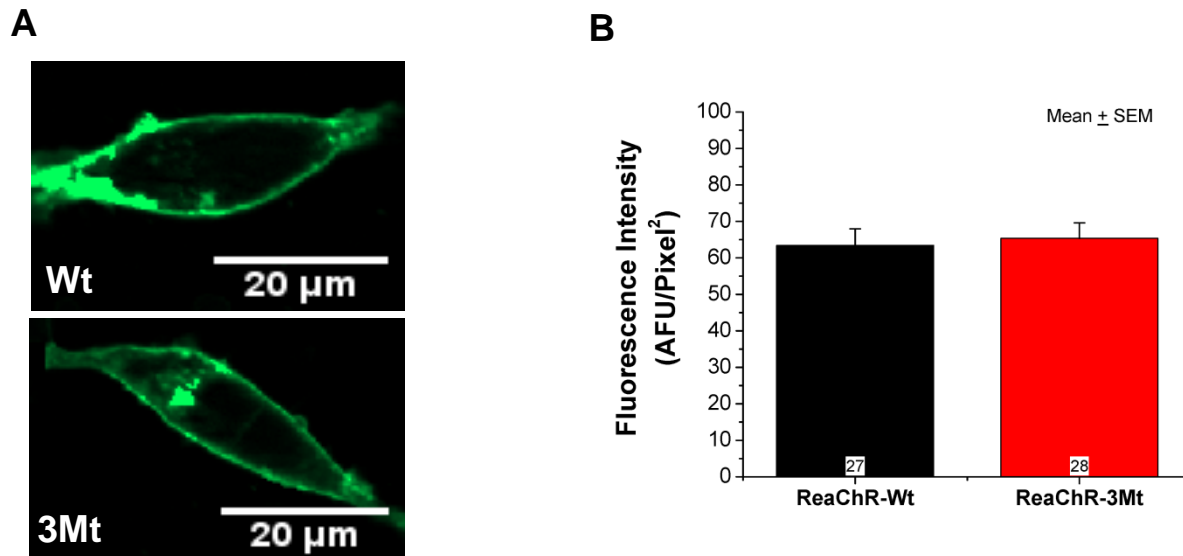 A
Wt
20 µm
3Mt
20 µm
B
Mean ± SEM
Fluorescence Intensity
(AFU/Pixel²)
100
90
80
70
60
50
40
30
20
10
0
27
28
ReaChR-Wt
ReaChR-3Mt